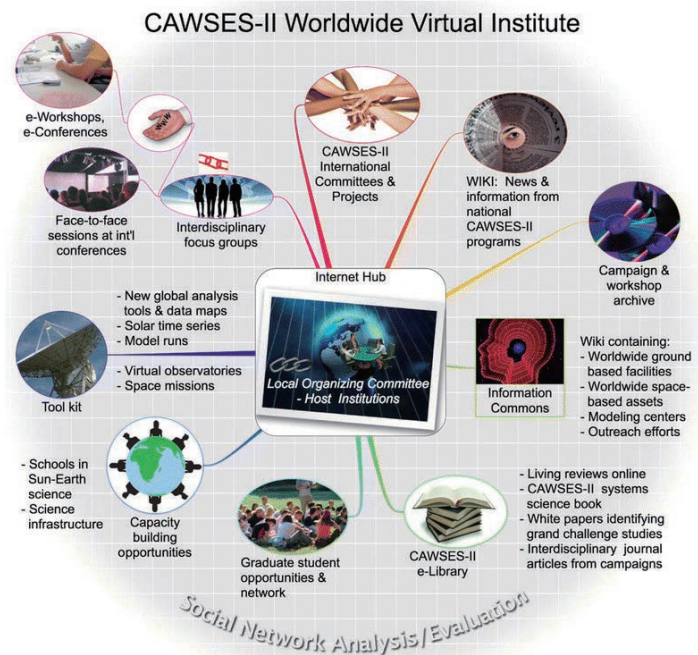 CAWSES-II Worldwide Virtual Institute
e-Workshops,
e-Conferences
Face-to-face
sessions at int'l
conferences
Interdisciplinary
focus groups
CAWSES-II
International
Committees &
Projects
WIKI: News &
information from
national
CAWSES-II
programs
Campaign &
workshop
archive
Internet Hub
Local Organizing Committee
- Host Institutions
- New global analysis
tools & data maps
- Solar time series
- Model runs
- Virtual observatories
- Space missions
Tool kit
Information
Commons
Wiki containing:
- Worldwide ground
based facilities
- Worldwide space-
based assets
- Modeling centers
- Outreach efforts
- Schools in
Sun-Earth
science
- Science
infrastructure
Capacity
building
opportunities
Graduate student
opportunities &
network
CAWSES-II
e-Library
- Living reviews online
- CAWSES-II systems
science book
- White papers identifying
grand challenge studies
- Interdisciplinary journal
articles from campaigns
Social Network Analysis/Evaluation